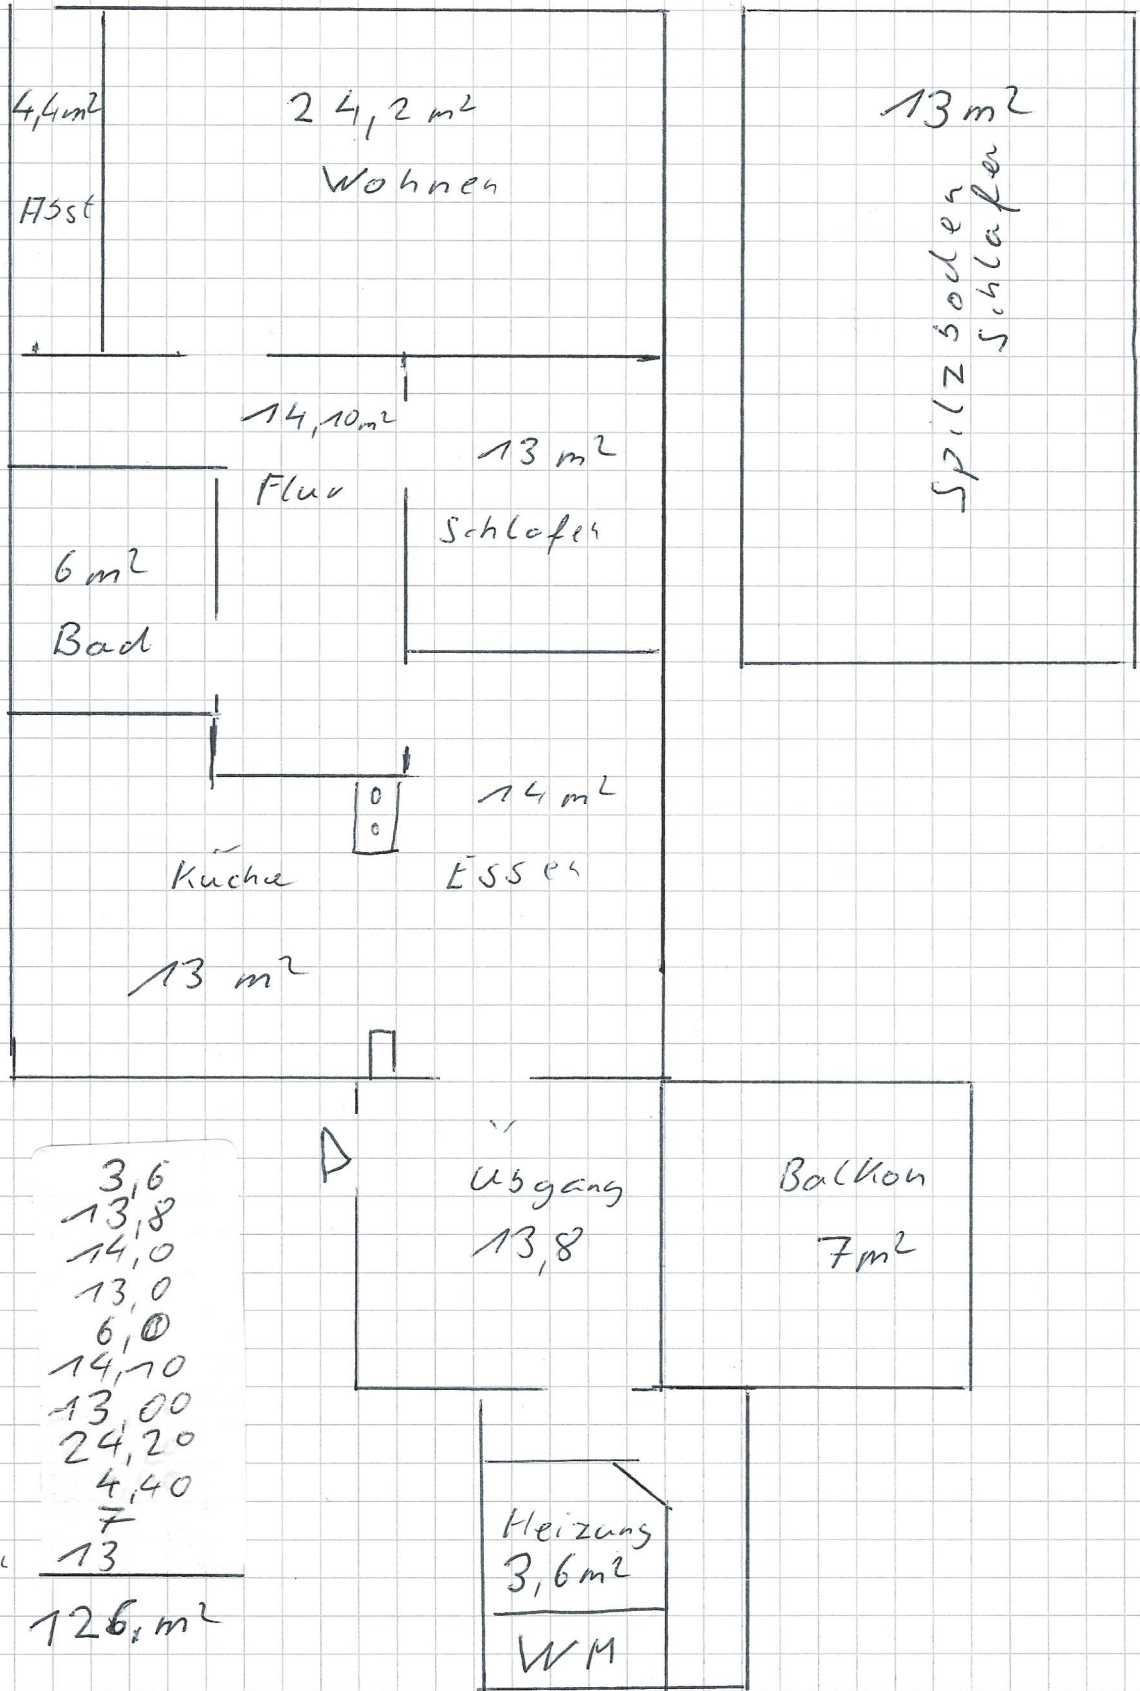 4,4m²
Abst
24,2 m²
Wohnen
13 m²
Spitzboden
Schlafen
14,10m²
Flur
13 m²
Schlafen
6 m²
Bad
14 m²
Essen
Küche
13 m²
Übgang
13,8
Balkon
7m²
Heizung
3,6m²
WM
3,6
13,8
14,0
13,0
6,0
14,10
13,00
24,20
4,40
7
13
126,m²